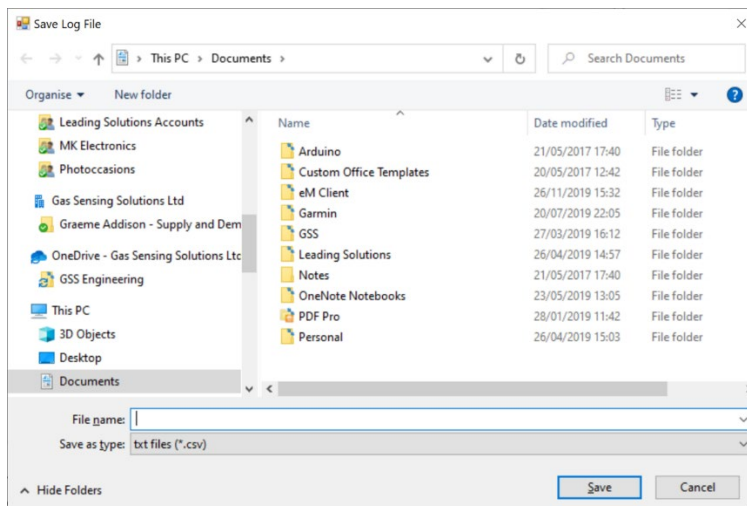 Save Log File
This PC > Documents >
Search Documents
Organise
New folder
Leading Solutions Accounts
MK Electronics
Photoccasions
Gas Sensing Solutions Ltd
Graeme Addison - Supply and Dem
OneDrive - Gas Sensing Solutions Ltd
GSS Engineering
This PC
3D Objects
Desktop
Documents
Name Date modified Type
Arduino 21/05/2017 17:40 File folder
Custom Office Templates 20/05/2017 12:42 File folder
eM Client 26/11/2019 15:32 File folder
Garmin 20/07/2019 22:05 File folder
GSS 27/03/2019 16:12 File folder
Leading Solutions 26/04/2019 14:57 File folder
Notes 21/05/2017 17:40 File folder
OneNote Notebooks 23/05/2019 13:05 File folder
PDF Pro 28/01/2019 11:42 File folder
Personal 26/04/2019 15:03 File folder
File name:
Save as type: txt files (*.csv)
Hide Folders
Save
Cancel